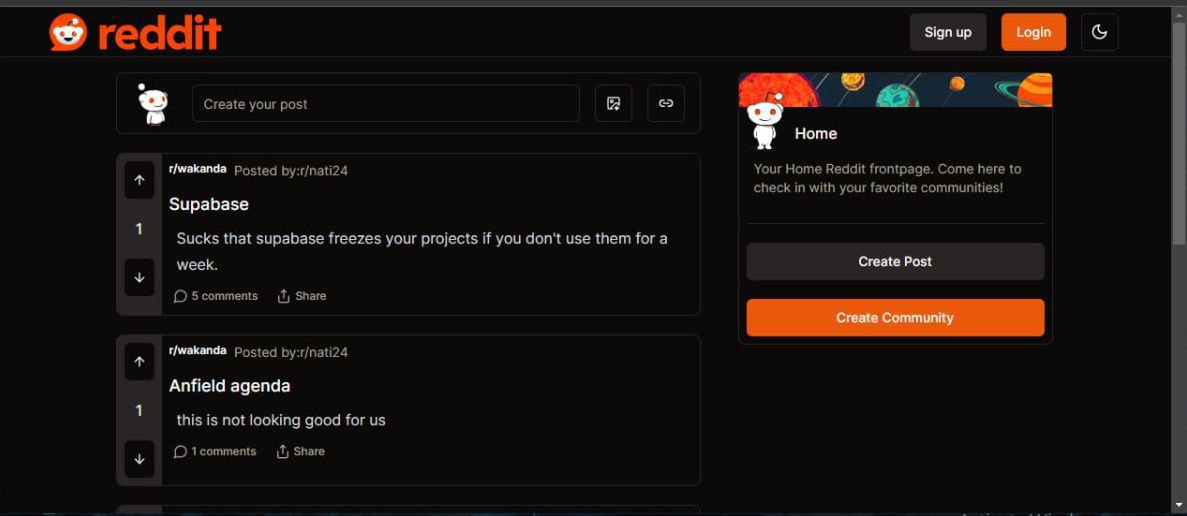 reddit
Sign up
Login
Create your post
Home
Your Home Reddit frontpage. Come here to
check in with your favorite communities!
Create Post
Create Community
r/wakanda Posted by:r/nati24
Supabase
1
Sucks that supabase freezes your projects if you don't use them for a
week.
5 comments Share
r/wakanda Posted by:r/nati24
Anfield agenda
1
this is not looking good for us
1 comments Share